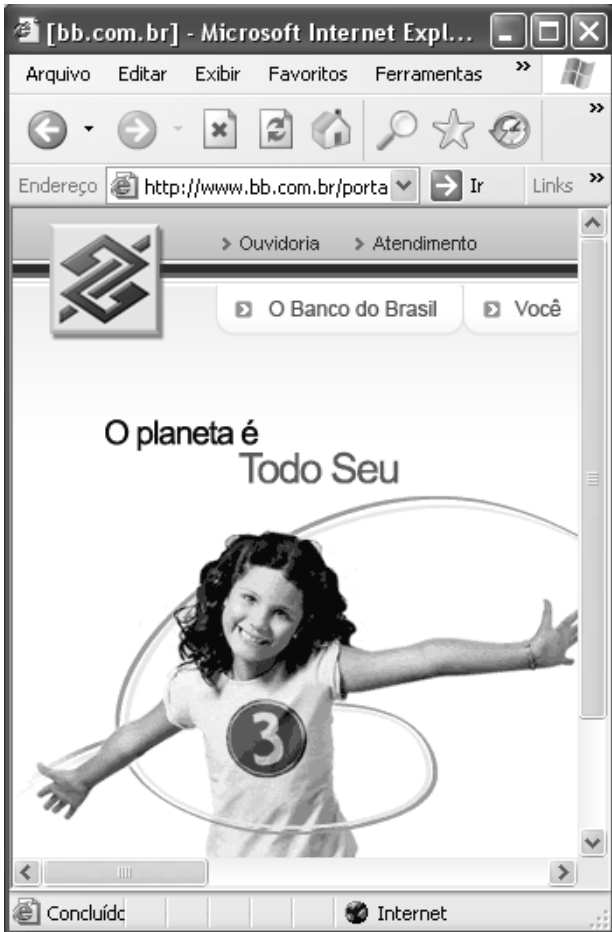 [bb.com.br] - Microsoft Internet Expl...
Arquivo Editar Exibir Favoritos Ferramentas »
»
Endereço http://www.bb.com.br/porta Ir Links »
> Ouvidoria > Atendimento
O Banco do Brasil Você
O planeta é
Todo Seu
3
Concluído Internet